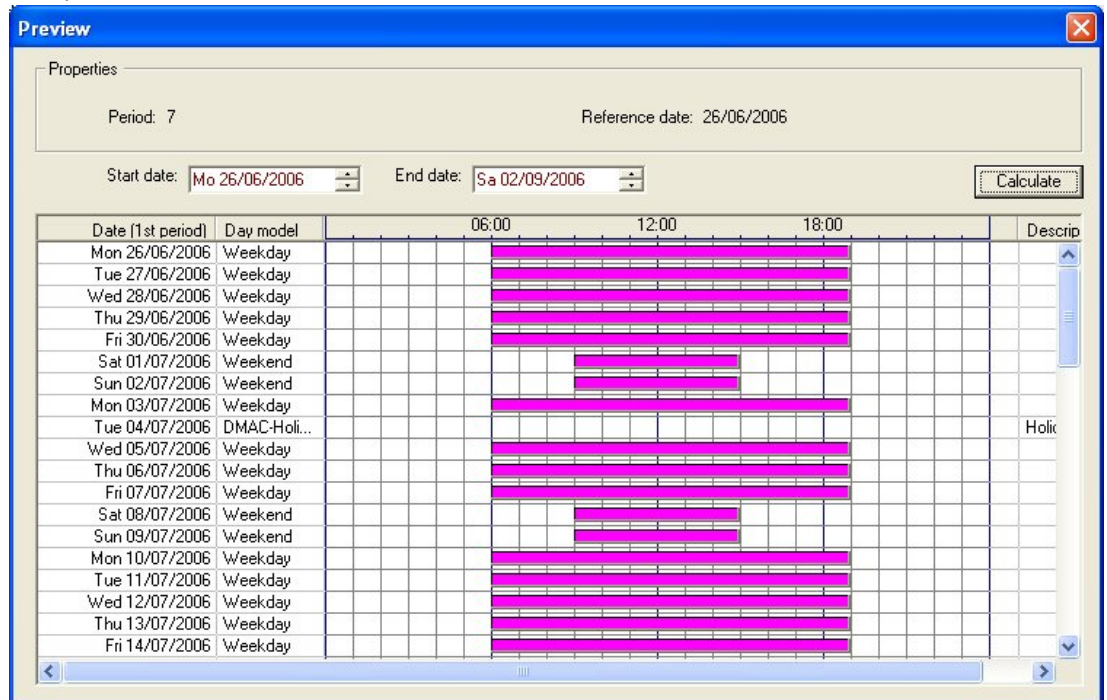 Preview
Properties
Period: 7 Reference date: 26/06/2006
Start date: Mo 26/06/2006 End date: Sa 02/09/2006 Calculate
Date (1st period) Day model 06:00 12:00 18:00 Descrip
Mon 26/06/2006 Weekday
Tue 27/06/2006 Weekday
Wed 28/06/2006 Weekday
Thu 29/06/2006 Weekday
Fri 30/06/2006 Weekday
Sat 01/07/2006 Weekend
Sun 02/07/2006 Weekend
Mon 03/07/2006 Weekday
Tue 04/07/2006 DMAC-Holi... Holid
Wed 05/07/2006 Weekday
Thu 06/07/2006 Weekday
Fri 07/07/2006 Weekday
Sat 08/07/2006 Weekend
Sun 09/07/2006 Weekend
Mon 10/07/2006 Weekday
Tue 11/07/2006 Weekday
Wed 12/07/2006 Weekday
Thu 13/07/2006 Weekday
Fri 14/07/2006 Weekday